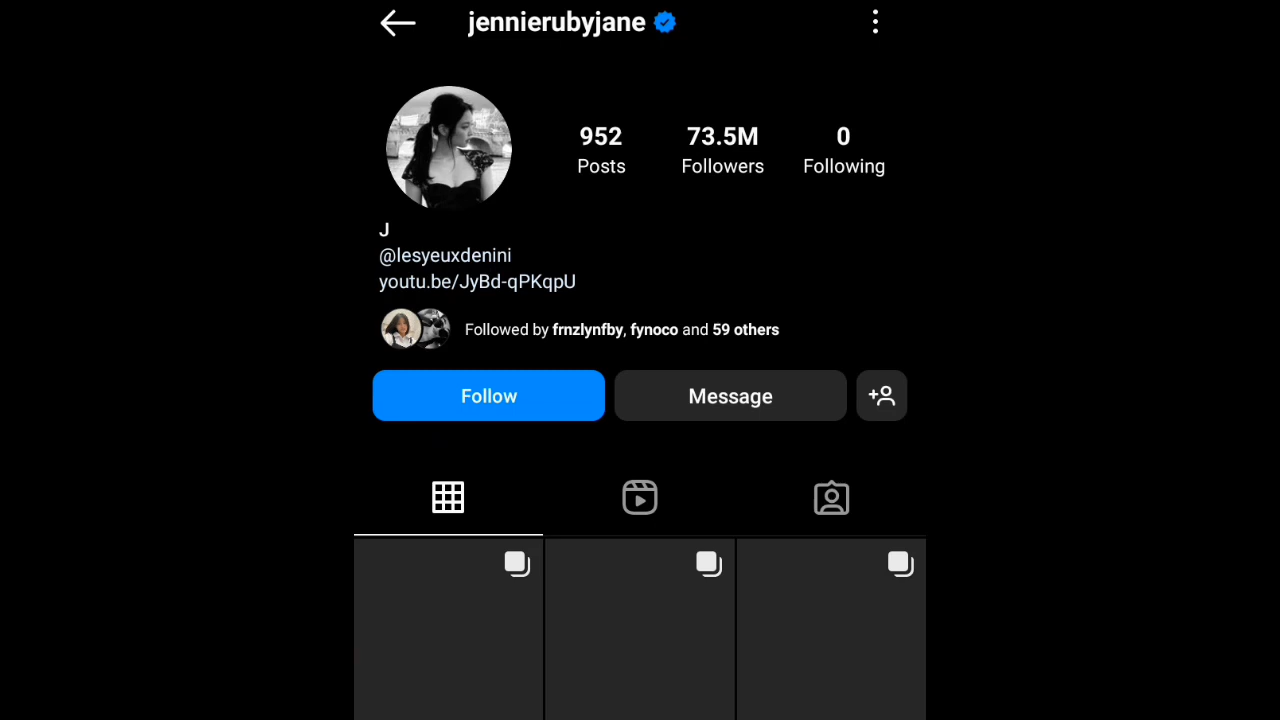 jennierubyjane
952 73.5M 0
Posts Followers Following
J
@lesyeuxdenini
youtu.be/JyBd-qPKqpU
Followed by frnzlynfby, fynoco and 59 others
Follow Message